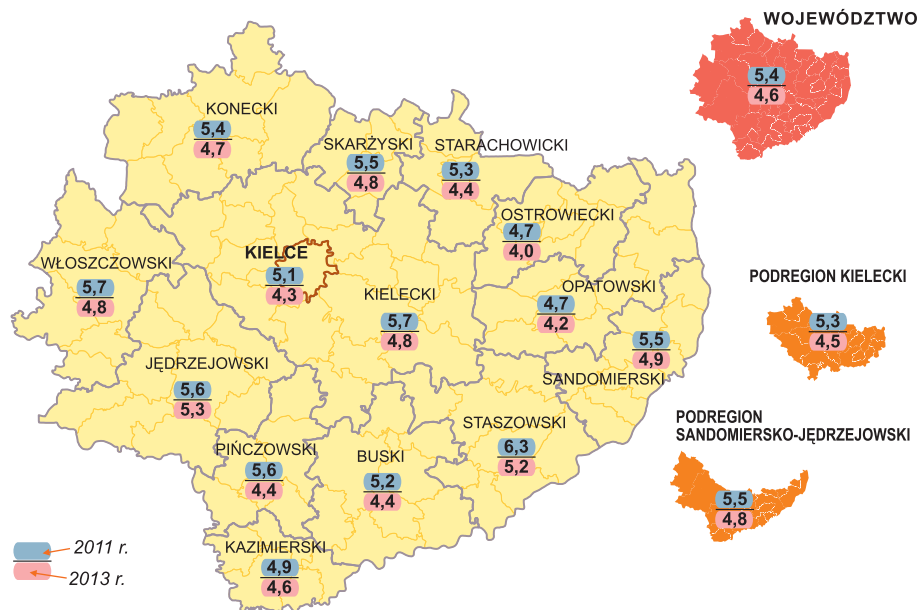 WOJEWÓDZTWO
5,4
4,6
KONECKI
5,4
4,7
SKARŻYSKI
5,5
4,8
STARACHOWICKI
5,3
4,4
OSTROWIECKI
4,7
4,0
KIELCE
5,1
4,3
WŁOSZCZOWSKI
5,7
4,8
KIELECKI
5,7
4,8
OPATOWSKI
4,7
4,2
PODREGION KIELECKI
5,3
4,5
SANDOMIERSKI
5,5
4,9
JĘDRZEJOWSKI
5,6
5,3
STASZOWSKI
6,3
5,2
PODREGION
SANDOMIERSKO-JĘDRZEJOWSKI
5,5
4,8
PIŃCZOWSKI
5,6
4,4
BUSKI
5,2
4,4
KAZIMIERSKI
4,9
4,6
2011 r.
2013 r.